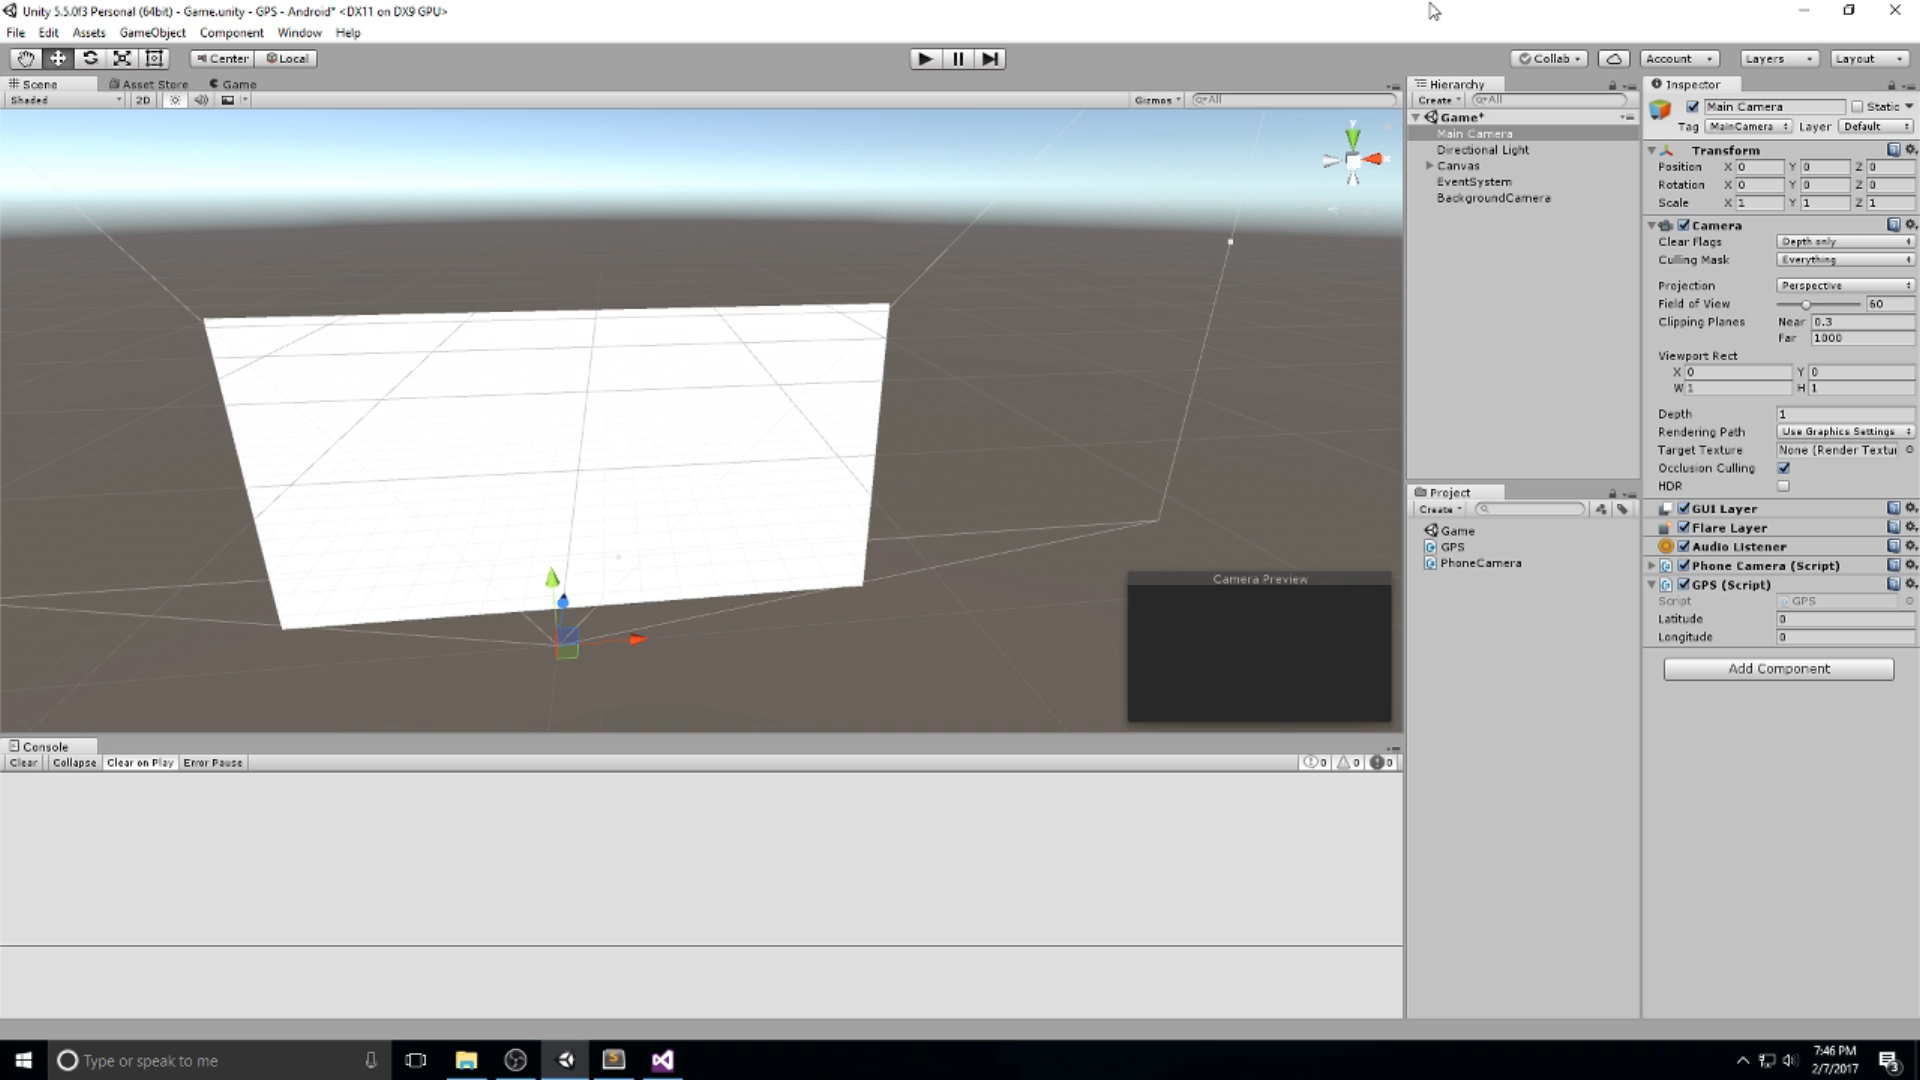 Unity 5.5.0f3 Personal (64bit) - Game.unity - GPS - Android* <DX11 on DX9 GPU>
File Edit Assets GameObject Component Window Help
Center Local Collab Account Layers Layout
Scene Asset Store Game
Shaded 2D Gizmos All
Hierarchy
Create All
Game*
Main Camera
Directional Light
Canvas
EventSystem
BackgroundCamera
Project
Create
Game
GPS
PhoneCamera
Inspector
Main Camera Static
Tag MainCamera Layer Default
Transform
Position X 0 Y 0 Z 0
Rotation X 0 Y 0 Z 0
Scale X 1 Y 1 Z 1
Camera
Clear Flags Depth only
Culling Mask Everything
Projection Perspective
Field of View 60
Clipping Planes Near 0.3
Far 1000
Viewport Rect
X 0 Y 0
W 1 H 1
Depth 1
Rendering Path Use Graphics Settings
Target Texture None (Render Textu
Occlusion Culling
HDR
GUI Layer
Flare Layer
Audio Listener
Phone Camera (Script)
GPS (Script)
Script GPS
Latitude 0
Longitude 0
Add Component
y
Camera Preview
Console
Clear Collapse Clear on Play Error Pause 0 0 0
Type or speak to me
7:46 PM
2/7/2017
3